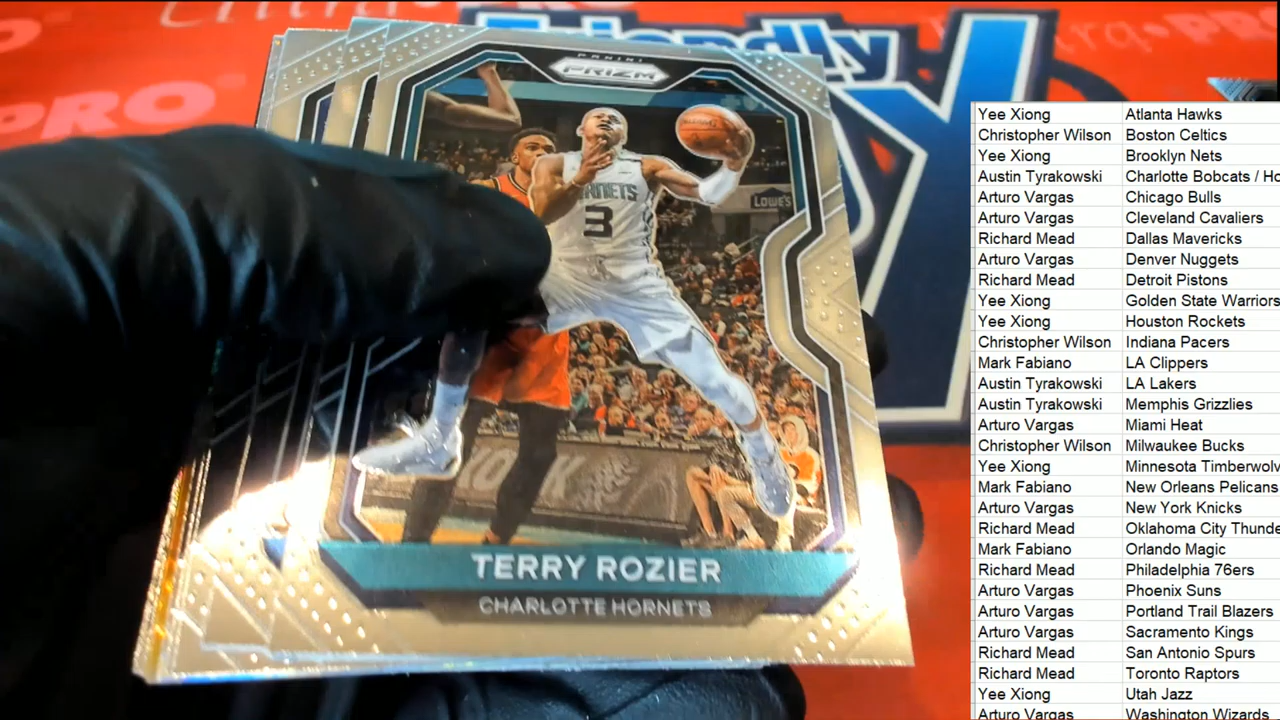 PRO
Friendly
PRO
PANINI
PRIZM
HORNETS
3
LOWE'S
TERRY ROZIER
CHARLOTTE HORNETS
Yee Xiong Atlanta Hawks
Christopher Wilson Boston Celtics
Yee Xiong Brooklyn Nets
Austin Tyrakowski Charlotte Bobcats / Ho
Arturo Vargas Chicago Bulls
Arturo Vargas Cleveland Cavaliers
Richard Mead Dallas Mavericks
Arturo Vargas Denver Nuggets
Richard Mead Detroit Pistons
Yee Xiong Golden State Warriors
Yee Xiong Houston Rockets
Christopher Wilson Indiana Pacers
Mark Fabiano LA Clippers
Austin Tyrakowski LA Lakers
Austin Tyrakowski Memphis Grizzlies
Arturo Vargas Miami Heat
Christopher Wilson Milwaukee Bucks
Yee Xiong Minnesota Timberwolv
Mark Fabiano New Orleans Pelicans
Arturo Vargas New York Knicks
Richard Mead Oklahoma City Thunde
Mark Fabiano Orlando Magic
Richard Mead Philadelphia 76ers
Arturo Vargas Phoenix Suns
Arturo Vargas Portland Trail Blazers
Arturo Vargas Sacramento Kings
Richard Mead San Antonio Spurs
Richard Mead Toronto Raptors
Yee Xiong Utah Jazz
Arturo Vargas Washington Wizards